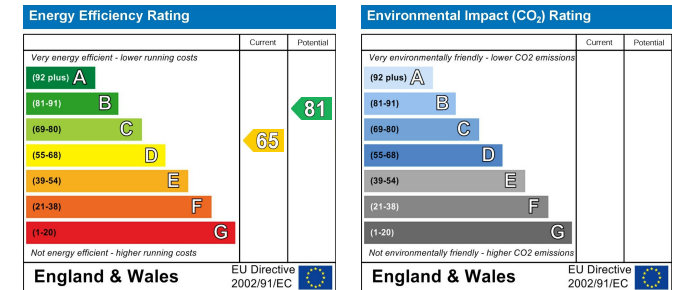 Energy Efficiency Rating
Current Potential
Very energy efficient - lower running costs
(92 plus) A
(81-91) B
(69-80) C
(55-68) D
(39-54) E
(21-38) F
(1-20) G
65
81
Not energy efficient - higher running costs
England & Wales
EU Directive
2002/91/EC
Environmental Impact (CO₂) Rating
Current Potential
Very environmentally friendly - lower CO2 emissions
(92 plus) A
(81-91) B
(69-80) C
(55-68) D
(39-54) E
(21-38) F
(1-20) G
Not environmentally friendly - higher CO2 emissions
England & Wales
EU Directive
2002/91/EC